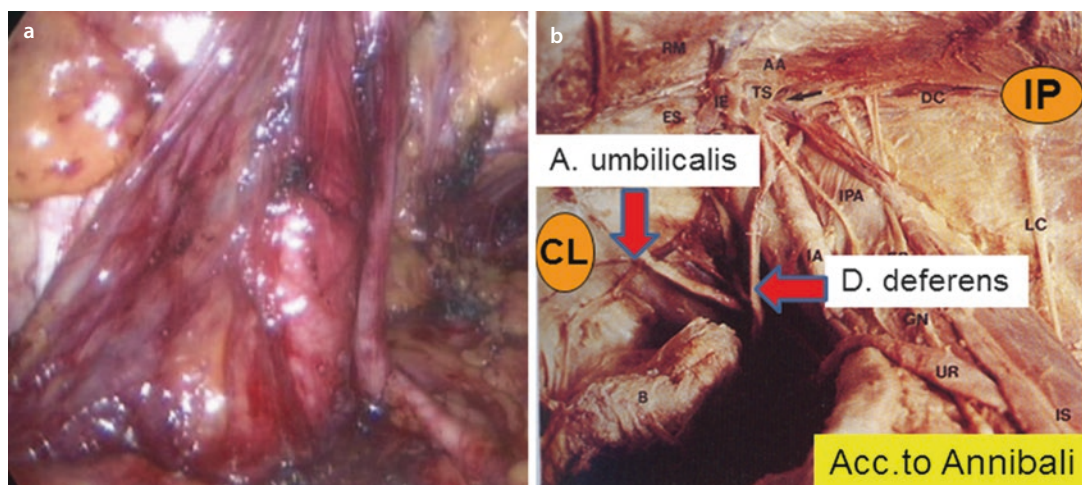 a
b
RM
AA
IP
TS
DC
ES
IE
A. umbilicalis
IPA
LC
CL
IA
D. deferens
GN
UR
B
IS
Acc.to Annibali